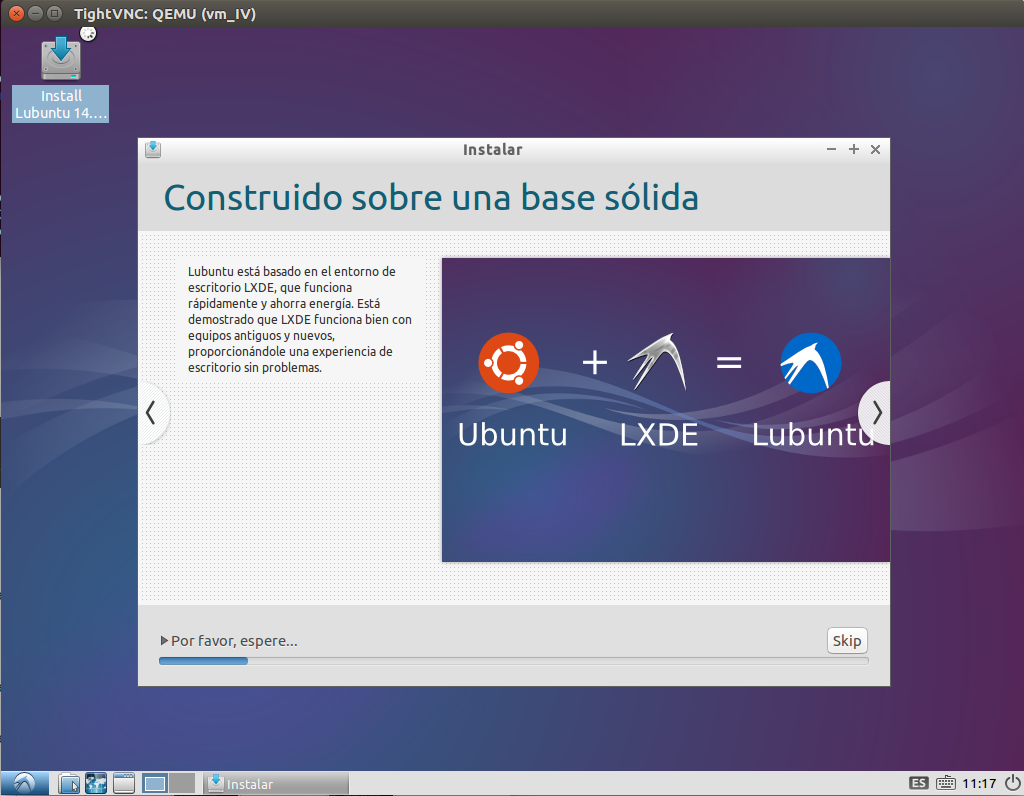 TightVNC: QEMU (vm_IV)
Install
Lubuntu 14....
Instalar
Construido sobre una base sólida
Lubuntu está basado en el entorno de
escritorio LXDE, que funciona
rápidamente y ahorra energía. Está
demostrado que LXDE funciona bien con
equipos antiguos y nuevos,
proporcionándole una experiencia de
escritorio sin problemas.
+ =
Ubuntu LXDE Lubuntu
Por favor, espere...
Skip
Instalar
ES 11:17